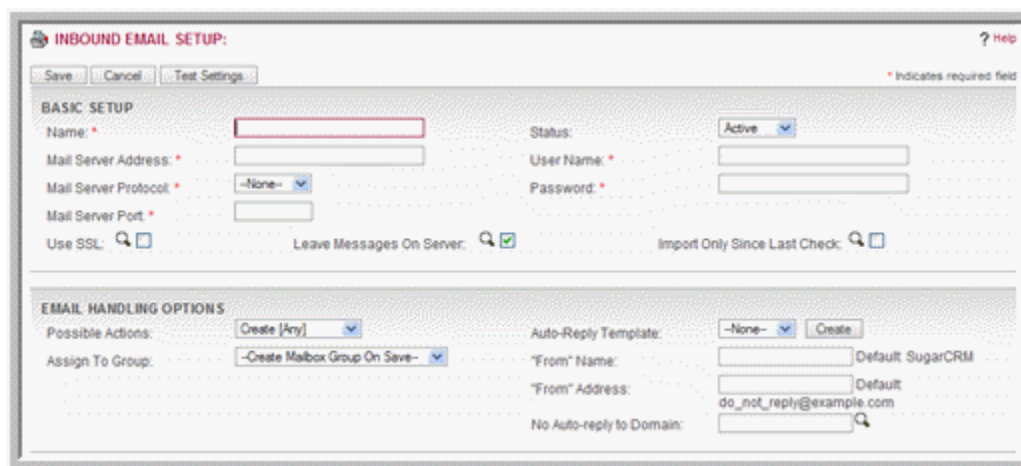 INBOUND EMAIL SETUP: ? Help
Save Cancel Test Settings * Indicates required field
BASIC SETUP
Name: * Status: Active
Mail Server Address: * User Name: *
Mail Server Protocol: * --None-- Password: *
Mail Server Port: *
Use SSL: Leave Messages On Server: Import Only Since Last Check:
EMAIL HANDLING OPTIONS
Possible Actions: Create [Any] Auto-Reply Template: --None-- Create
Assign To Group: --Create Mailbox Group On Save-- "From" Name: Default: SugarCRM
"From" Address: Default:
do_not_reply@example.com
No Auto-reply to Domain: